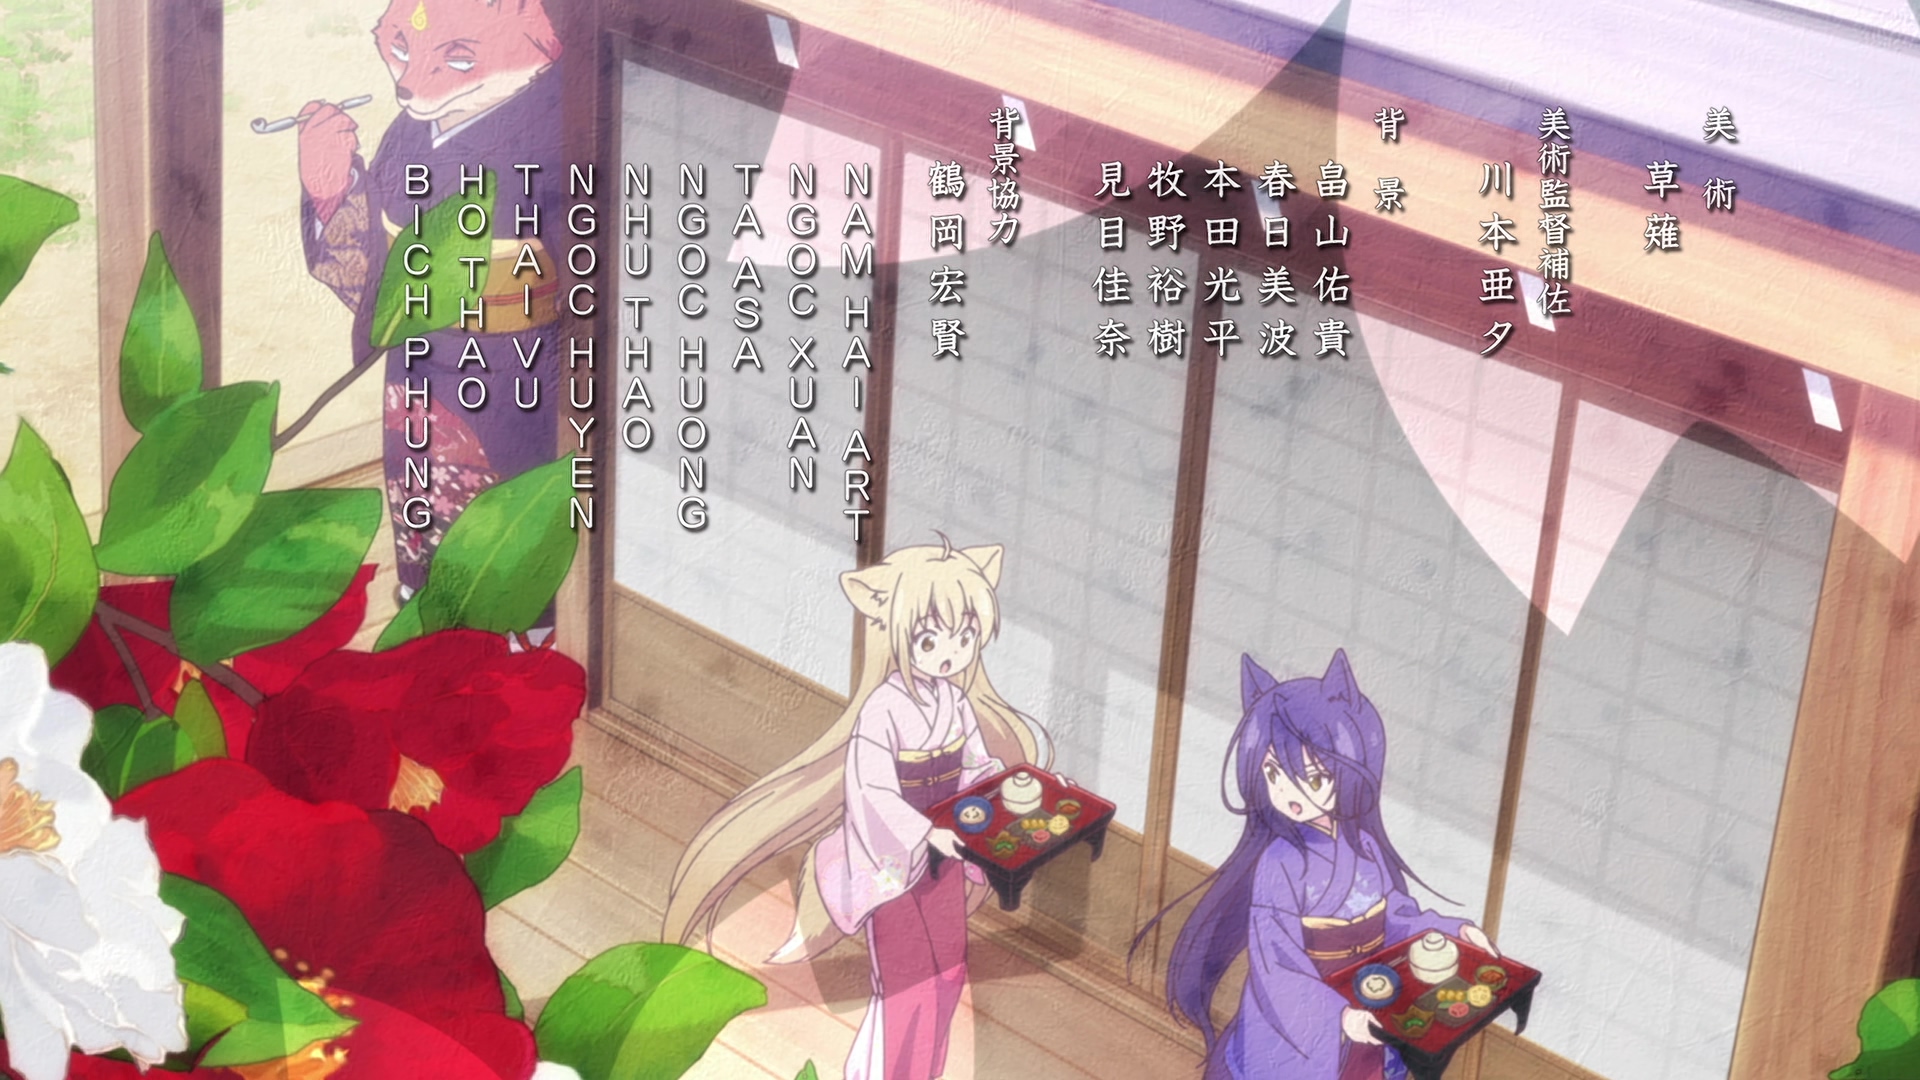 美術
草薙
美術監督補佐
川本亜夕
背景
畠山佑貴
春日美波
本田光平
牧野裕樹
見目佳奈
背景協力
鶴岡宏賢
NAM HAI ART
NGOC XUAN
TA ASA
NGOC HUONG
NHU THAO
NGOC HUYEN
THAI VU
HO THAO
BICH PHUNG